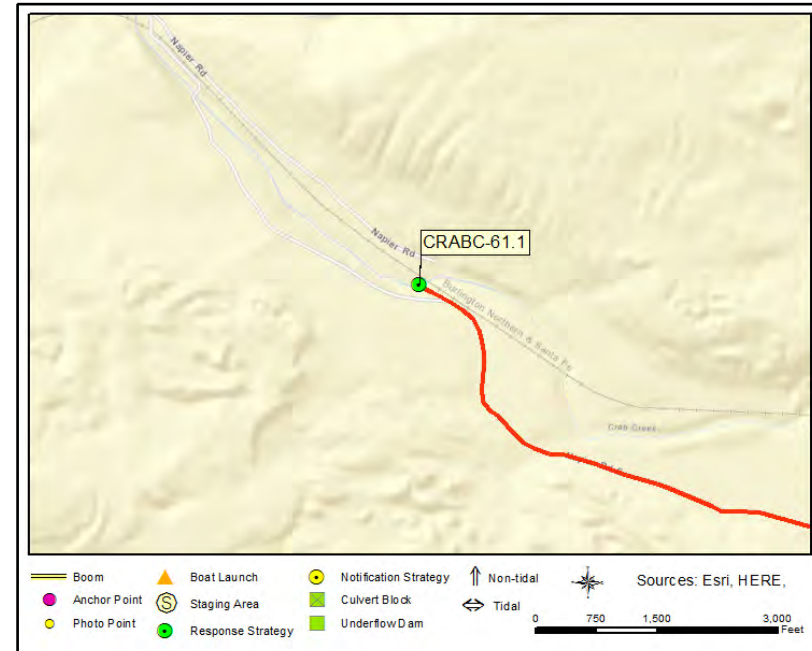 Napier Rd
Napier Rd
CRABC-61.1
Burlington Northern & Santa Fe
Crab Creek
Boom
Boat Launch
Notification Strategy
Non-tidal
Sources: Esri, HERE,
Anchor Point
S
Staging Area
Culvert Block
Tidal
Photo Point
Response Strategy
Underflow Dam
0 750 1,500 3,000
Feet